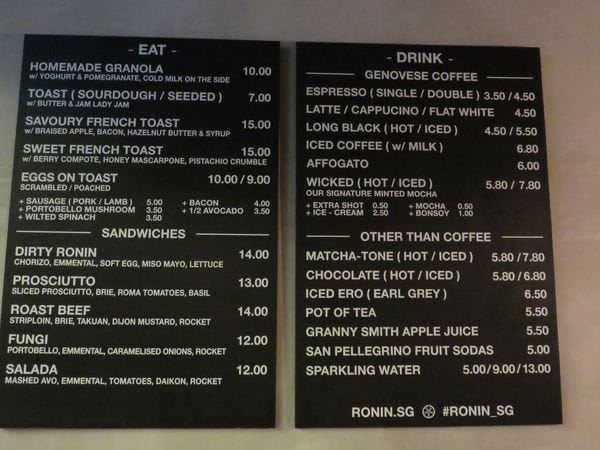 - EAT -
HOMEMADE GRANOLA 10.00
w/ YOGHURT & POMEGRANATE, COLD MILK ON THE SIDE
TOAST ( SOURDOUGH / SEEDED ) 7.00
w/ BUTTER & JAM LADY JAM
SAVOURY FRENCH TOAST 15.00
w/ BRAISED APPLE, BACON, HAZELNUT BUTTER & SYRUP
SWEET FRENCH TOAST 15.00
w/ BERRY COMPOTE, HONEY MASCARPONE, PISTACHIO CRUMBLE
EGGS ON TOAST 10.00 / 9.00
SCRAMBLED / POACHED
+ SAUSAGE ( PORK / LAMB ) 5.00 + BACON 4.00
+ PORTOBELLO MUSHROOM 3.50 + 1/2 AVOCADO 3.50
+ WILTED SPINACH 3.50
SANDWICHES
DIRTY RONIN 14.00
CHORIZO, EMMENTAL, SOFT EGG, MISO MAYO, LETTUCE
PROSCIUTTO 13.00
SLICED PROSCIUTTO, BRIE, ROMA TOMATOES, BASIL
ROAST BEEF 14.00
STRIPLOIN, BRIE, TAKUAN, DIJON MUSTARD, ROCKET
FUNGI 12.00
PORTOBELLO, EMMENTAL, CARAMELISED ONIONS, ROCKET
SALADA 12.00
MASHED AVO, EMMENTAL, TOMATOES, DAIKON, ROCKET
- DRINK -
GENOVESE COFFEE
ESPRESSO ( SINGLE / DOUBLE ) 3.50 / 4.50
LATTE / CAPPUCINO / FLAT WHITE 4.50
LONG BLACK ( HOT / ICED ) 4.50 / 5.50
ICED COFFEE ( w/ MILK ) 6.80
AFFOGATO 6.00
WICKED ( HOT / ICED ) 5.80 / 7.80
OUR SIGNATURE MINTED MOCHA
+ EXTRA SHOT 0.50 + MOCHA 0.50
+ ICE - CREAM 2.50 + BONSOY 1.00
OTHER THAN COFFEE
MATCHA-TONE ( HOT / ICED ) 5.80 / 7.80
CHOCOLATE ( HOT / ICED ) 5.80 / 6.80
ICED ERO ( EARL GREY ) 6.50
POT OF TEA 5.50
GRANNY SMITH APPLE JUICE 5.50
SAN PELLEGRINO FRUIT SODAS 5.00
SPARKLING WATER 5.00 / 9.00 / 13.00
RONIN.SG #RONIN_SG